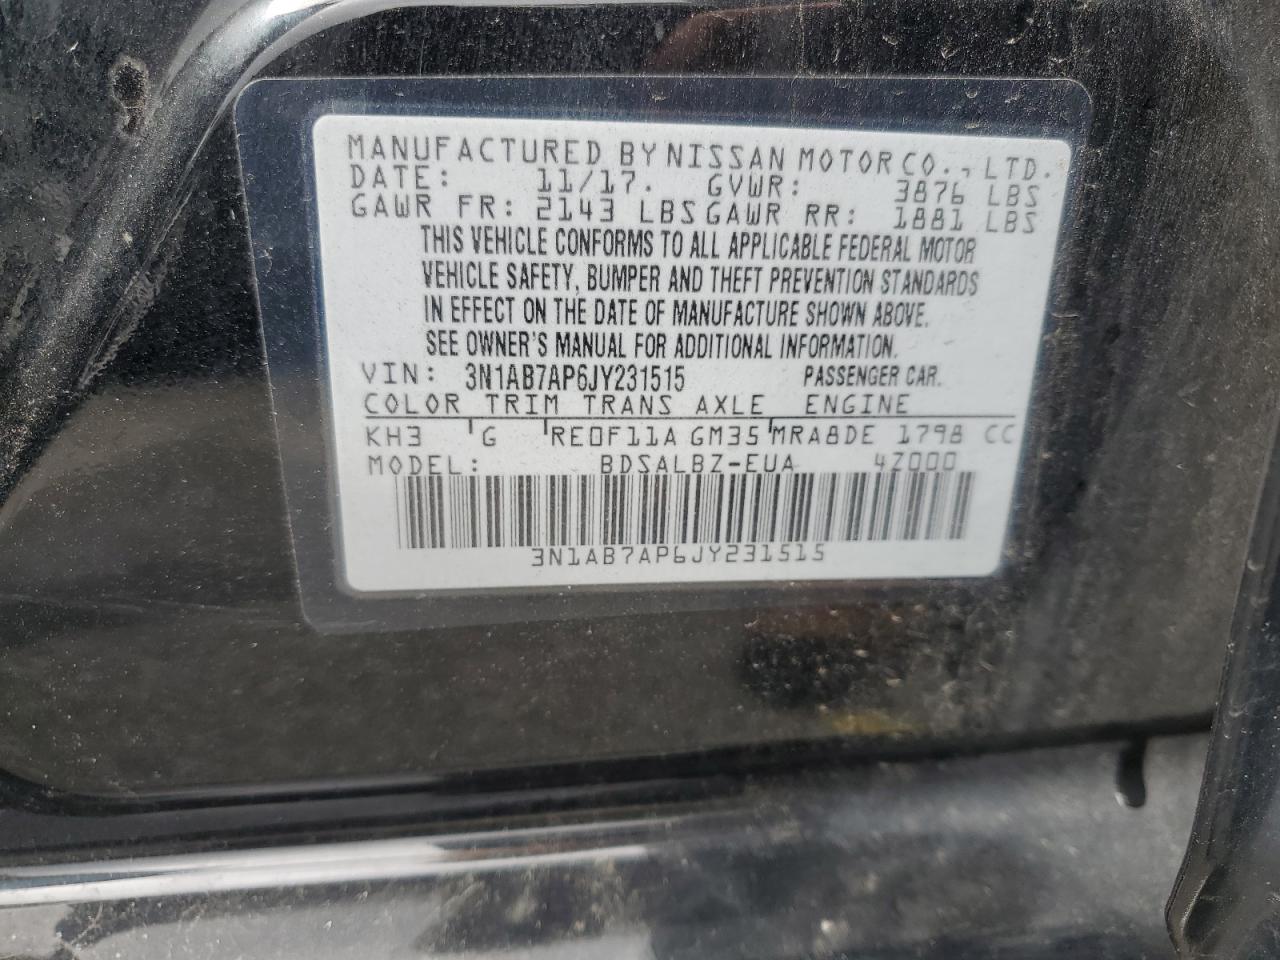 MANUFACTURED BY NISSAN MOTOR CO., LTD.
DATE: 11/17. GVWR: 3876 LBS
GAWR FR: 2143 LBS GAWR RR: 1881 LBS
THIS VEHICLE CONFORMS TO ALL APPLICABLE FEDERAL MOTOR
VEHICLE SAFETY, BUMPER AND THEFT PREVENTION STANDARDS
IN EFFECT ON THE DATE OF MANUFACTURE SHOWN ABOVE.
SEE OWNER'S MANUAL FOR ADDITIONAL INFORMATION.
VIN: 3N1AB7AP6JY231515 PASSENGER CAR.
COLOR TRIM TRANS AXLE ENGINE
KH3 G RE0F11A GM35 MRA8DE 1798 CC
MODEL: BDSALBZ-EUA 4Z000
3N1AB7AP6JY231515